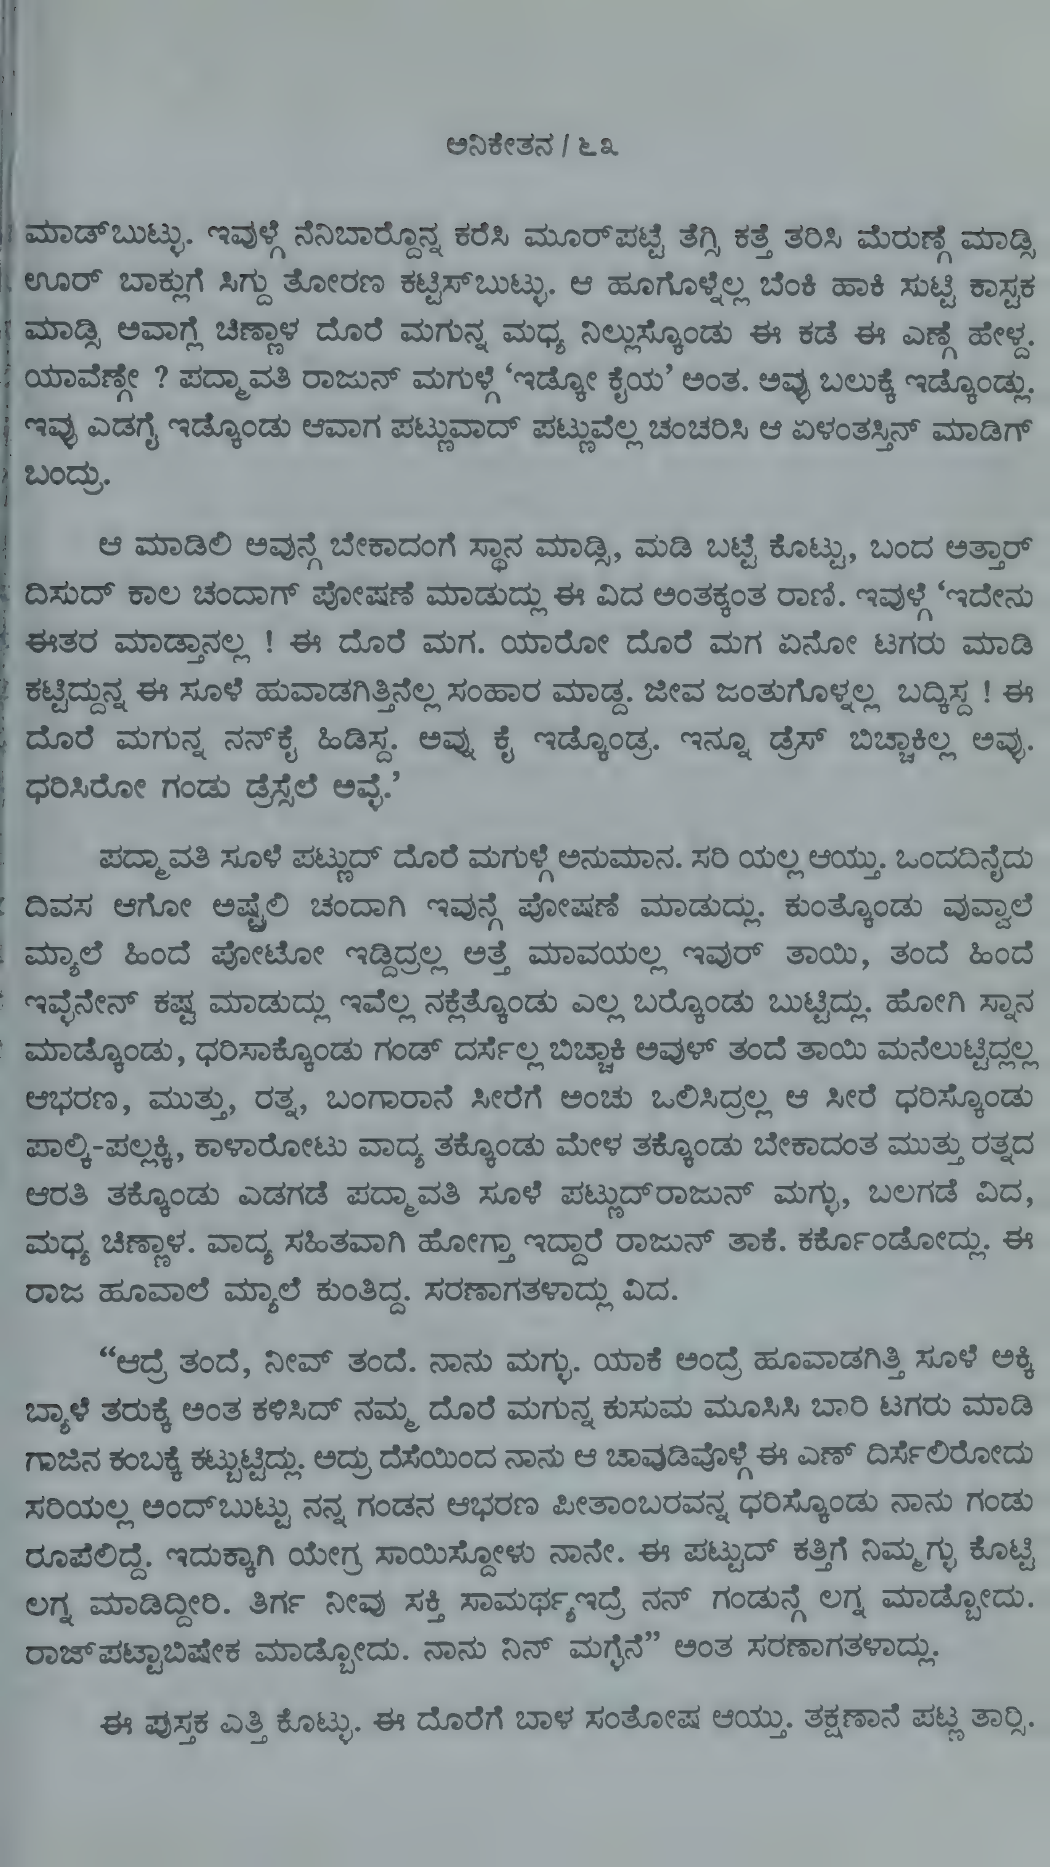 ಅನಿಕೇತನ / ೬೩
ಮಾಡ್‌ಬುಟ್ಳು. ಇವುಳ್ಗೆ ನೆನಿಬಾರ್‍ದೊನ್ನ ಕರೆಸಿ ಮೂರ್‌ಪಟ್ಟೆ ತೆಗ್ಸಿ ಕತ್ತೆ ತರಿಸಿ ಮೆರುಣ್ಗೆ ಮಾಡ್ಸಿ
ಊರ್ ಬಾಕ್ಲುಗೆ ಸಿಗ್ದು ತೋರಣ ಕಟ್ಟಿಸ್‌ಬುಟ್ಳು. ಆ ಹೂಗೊಳ್ನೆಲ್ಲ ಬೆಂಕಿ ಹಾಕಿ ಸುಟ್ಟಿ ಕಾಸ್ಟಕ
ಮಾಡ್ಸಿ ಅವಾಗ್ಲೆ ಚಿಣ್ಣಾಳ ದೊರೆ ಮಗುನ್ನ ಮಧ್ಯ ನಿಲ್ಲುಸ್ಕೊಂಡು ಈ ಕಡೆ ಈ ಎಣ್ಗೆ ಹೇಳ್ದ.
ಯಾವೆಣ್ಗೇ ? ಪದ್ಮಾವತಿ ರಾಜುನ್ ಮಗುಳ್ಗೆ ‘ಇಡ್ಕೋ ಕೈಯ’ ಅಂತ. ಅವ್ಳು ಬಲುಕ್ಕೆ ಇಡ್ಕೊಂಡ್ಲು.
ಇವ್ಳು ಎಡಗೈ ಇಡ್ಕೊಂಡು ಆವಾಗ ಪಟ್ಣುವಾದ್ ಪಟ್ಣುವೆಲ್ಲ ಚಂಚರಿಸಿ ಆ ಏಳಂತಸ್ತಿನ್ ಮಾಡಿಗ್
ಬಂದ್ರು.
ಆ ಮಾಡಿಲಿ ಅವುನ್ಗೆ ಬೇಕಾದಂಗೆ ಸ್ಥಾನ ಮಾಡ್ಸಿ, ಮಡಿ ಬಟ್ಟೆ ಕೊಟ್ಟು, ಬಂದ ಅತ್ತಾರ್
ದಿಸುದ್ ಕಾಲ ಚಂದಾಗ್ ಪೋಷಣೆ ಮಾಡುದ್ಲು ಈ ವಿದ ಅಂತಕ್ಕಂತ ರಾಣಿ. ಇವುಳ್ಗೆ ‘ಇದೇನು
ಈತರ ಮಾಡ್ತಾನಲ್ಲ ! ಈ ದೊರೆ ಮಗ. ಯಾರೋ ದೊರೆ ಮಗ ಏನೋ ಟಗರು ಮಾಡಿ
ಕಟ್ಟಿದ್ದುನ್ನ ಈ ಸೂಳೆ ಹುವಾಡಗಿತ್ತಿನೆಲ್ಲ ಸಂಹಾರ ಮಾಡ್ದ. ಜೀವ ಜಂತುಗೊಳ್ನಲ್ಲ ಬದ್ಕಿಸ್ದ ! ಈ
ದೊರೆ ಮಗುನ್ನ ನನ್‌ಕೈ ಹಿಡಿಸ್ದ. ಅವ್ನು ಕೈ ಇಡ್ಕೊಂಡ್ರ. ಇನ್ನೂ ಡ್ರೆಸ್ ಬಿಚ್ಚಾಕಿಲ್ಲ ಅವ್ಳು.
ಧರಿಸಿರೋ ಗಂಡು ಡ್ರೆಸ್ಸೆಲೆ ಅವ್ಳೆ.’
ಪದ್ಮಾವತಿ ಸೂಳೆ ಪಟ್ಣುದ್ ದೊರೆ ಮಗುಳ್ಗೆ ಅನುಮಾನ. ಸರಿ ಯಲ್ಲ ಆಯ್ತು. ಒಂದದಿನೈದು
ದಿವಸ ಆಗೋ ಅಷ್ಟ್ರೆಲಿ ಚಂದಾಗಿ ಇವುನ್ಗೆ ಪೋಷಣೆ ಮಾಡುದ್ಲು. ಕುಂತ್ಕೊಂಡು ವುವ್ವಾಲೆ
ಮ್ಯಾಲೆ ಹಿಂದೆ ಪೋಟೋ ಇಡ್ದಿದ್ರಲ್ಲ ಅತ್ತೆ ಮಾವಯಲ್ಲ ಇವುರ್ ತಾಯಿ, ತಂದೆ ಹಿಂದೆ
ಇವ್ಳೆನೇನ್ ಕಷ್ಟ ಮಾಡುದ್ಲು ಇವೆಲ್ಲ ನಕ್ಲೆತ್ಕೊಂಡು ಎಲ್ಲ ಬರ್‍ಕೊಂಡು ಬುಟ್ಟಿದ್ಲು. ಹೋಗಿ ಸ್ನಾನ
ಮಾಡ್ಕೊಂಡು, ಧರಿಸಾಕ್ಕೊಂಡು ಗಂಡ್ ದರ್ಸೆಲ್ಲ ಬಿಚ್ಚಾಕಿ ಅವುಳ್ ತಂದೆ ತಾಯಿ ಮನೆಲುಟ್ಟಿದ್ಲಲ್ಲ
ಆಭರಣ, ಮುತ್ತು, ರತ್ನ, ಬಂಗಾರಾನೆ ಸೀರೆಗೆ ಅಂಚು ಒಲಿಸಿದ್ರಲ್ಲ ಆ ಸೀರೆ ಧರಿಸ್ಕೊಂಡು
ಪಾಲ್ಕಿ-ಪಲ್ಲಕ್ಕಿ, ಕಾಳಾರೋಟು ವಾದ್ಯ ತಕ್ಕೊಂಡು ಮೇಳ ತಕ್ಕೊಂಡು ಬೇಕಾದಂತ ಮುತ್ತು ರತ್ನದ
ಆರತಿ ತಕ್ಕೊಂಡು ಎಡಗಡೆ ಪದ್ಮಾವತಿ ಸೂಳೆ ಪಟ್ಣುದ್‌ರಾಜುನ್ ಮಗ್ಳು, ಬಲಗಡೆ ವಿದ,
ಮಧ್ಯ ಚಿಣ್ಣಾಳ. ವಾದ್ಯ ಸಹಿತವಾಗಿ ಹೋಗ್ತಾ ಇದ್ದಾರೆ ರಾಜುನ್ ತಾಕೆ. ಕರ್ಕೊಂಡೋದ್ಲು. ಈ
ರಾಜ ಹೂವಾಲೆ ಮ್ಯಾಲೆ ಕುಂತಿದ್ದ. ಸರಣಾಗತಳಾದ್ಲು ವಿದ.
“ಆದ್ರೆ ತಂದೆ, ನೀವ್ ತಂದೆ. ನಾನು ಮಗ್ಳು. ಯಾಕೆ ಅಂದ್ರೆ ಹೂವಾಡಗಿತ್ತಿ ಸೂಳೆ ಅಕ್ಕಿ
ಬ್ಯಾಳೆ ತರುಕ್ಕೆ ಅಂತ ಕಳಿಸಿದ್ ನಮ್ಮ ದೊರೆ ಮಗುನ್ನ ಕುಸುಮ ಮೂಸಿಸಿ ಬಾರಿ ಟಗರು ಮಾಡಿ
ಗಾಜಿನ ಕಂಬಕ್ಕೆ ಕಟ್ಬುಟ್ಟಿದ್ಲು. ಅದ್ರು ದೆಸೆಯಿಂದ ನಾನು ಆ ಚಾವುಡಿವೊಳ್ಗೆ ಈ ಎಣ್ ದಿರ್ಸೆಲಿರೋದು
ಸರಿಯಲ್ಲ ಅಂದ್‌ಬುಟ್ಟು ನನ್ನ ಗಂಡನ ಆಭರಣ ಪೀತಾಂಬರವನ್ನ ಧರಿಸ್ಕೊಂಡು ನಾನು ಗಂಡು
ರೂಪೆಲಿದ್ದೆ. ಇದುಕ್ಕಾಗಿ ಯೇಗ್ರ ಸಾಯಿಸ್ದೋಳು ನಾನೇ. ಈ ಪಟ್ಟುದ್ ಕತ್ತಿಗೆ ನಿಮ್ಮಗ್ಳು ಕೊಟ್ಟಿ
ಲಗ್ನ ಮಾಡಿದ್ದೀರಿ. ತಿರ್ಗ ನೀವು ಸಕ್ತಿ ಸಾಮರ್ಥ್ಯಇದ್ರೆ ನನ್ ಗಂಡುನ್ಗೆ ಲಗ್ನ ಮಾಡ್ಬೋದು.
ರಾಜ್‌ಪಟ್ಟಾಬಿಷೇಕ ಮಾಡ್ಬೋದು. ನಾನು ನಿನ್ ಮಗ್ಳೆನೆ” ಅಂತ ಸರಣಾಗತಳಾದ್ಲು.
ಈ ಪುಸ್ತಕ ಎತ್ತಿ ಕೊಟ್ಳು. ಈ ದೊರೆಗೆ ಬಾಳ ಸಂತೋಷ ಆಯ್ತು. ತಕ್ಷಣಾನೆ ಪಟ್ಣ ತಾರ್‍ಸಿ.